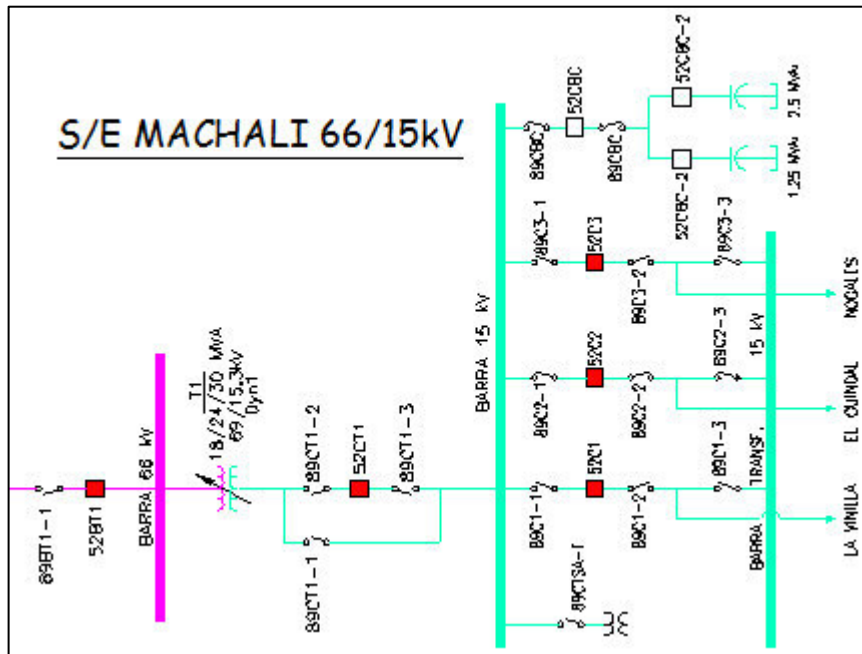 S/E MACHALI 66/15kV
89BT1-1
52BT1
BARRA 66 kV
T1
18/24/30 MVA
69/15.3kV
Dyn1
89CT1-2
52CT1
89CT1-3
89CT1-1
BARRA 15 kV
89CBC
52CBC
89CBC
52CBC-2
2.5 MVAr
52CBC-2
1.25 MVAr
89C3-1
52C3
89C3-2
89C3-3
NOGALES
89C2-1
52C2
89C2-2
89C2-3
EL GUINDAL
89C1-1
52C1
89C1-2
89C1-3
LA VINILLA
89CTSA-1
BARRA TRANSF. 15 kV